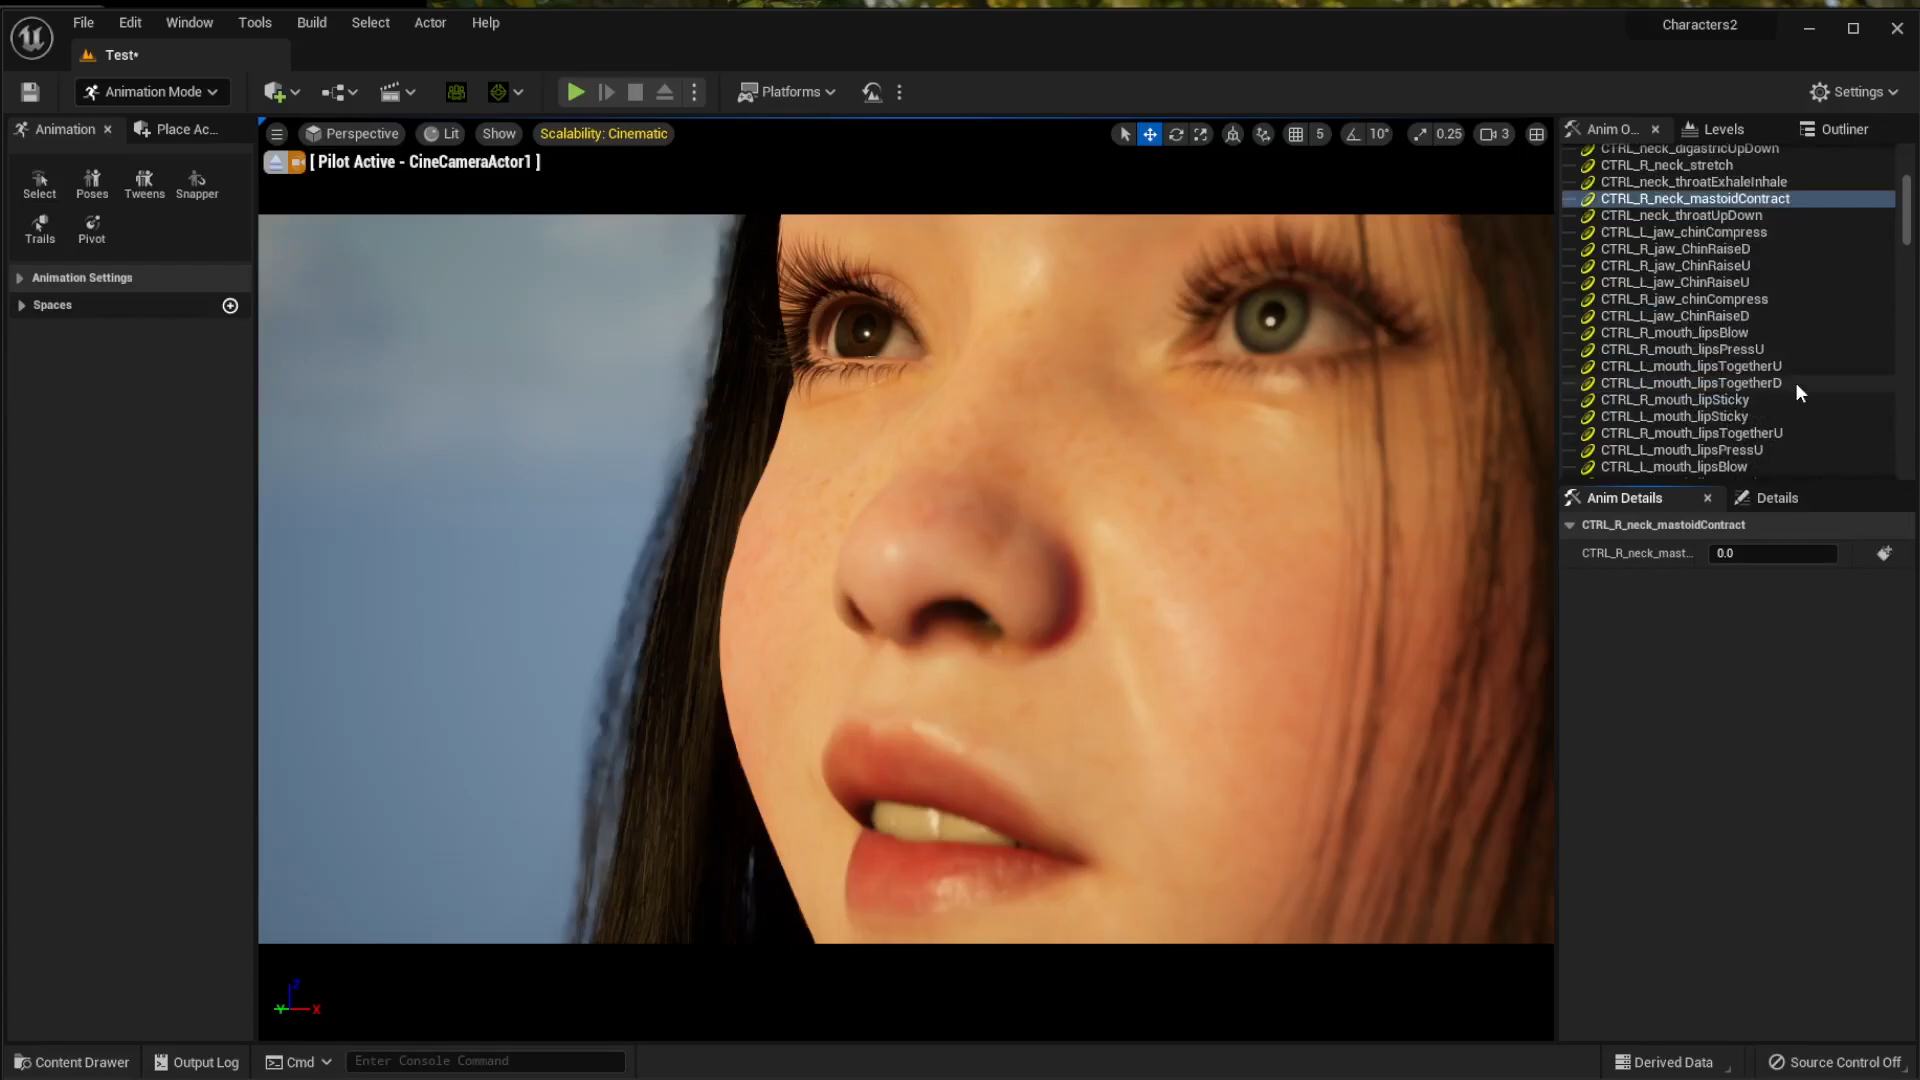 File Edit Window Tools Build Select Actor Help
Characters2
Test*
Animation Mode
Platforms
Settings
Animation
Place Ac...
Perspective Lit Show Scalability: Cinematic
5 10° 0.25 3
Anim O... Levels Outliner
[ Pilot Active - CineCameraActor1 ]
Select Poses Tweens Snapper
Trails Pivot
Animation Settings
Spaces
CTRL_neck_digastricUpDown
CTRL_R_neck_stretch
CTRL_neck_throatExhaleInhale
CTRL_R_neck_mastoidContract
CTRL_neck_throatUpDown
CTRL_L_jaw_chinCompress
CTRL_R_jaw_ChinRaiseD
CTRL_R_jaw_ChinRaiseU
CTRL_L_jaw_ChinRaiseU
CTRL_R_jaw_chinCompress
CTRL_L_jaw_ChinRaiseD
CTRL_R_mouth_lipsBlow
CTRL_R_mouth_lipsPressU
CTRL_L_mouth_lipsTogetherU
CTRL_L_mouth_lipsTogetherD
CTRL_R_mouth_lipSticky
CTRL_L_mouth_lipSticky
CTRL_R_mouth_lipsTogetherU
CTRL_L_mouth_lipsPressU
CTRL_L_mouth_lipsBlow
Anim Details Details
CTRL_R_neck_mastoidContract
CTRL_R_neck_mast... 0.0
Z
Y X
Content Drawer Output Log Cmd Enter Console Command
Derived Data Source Control Off